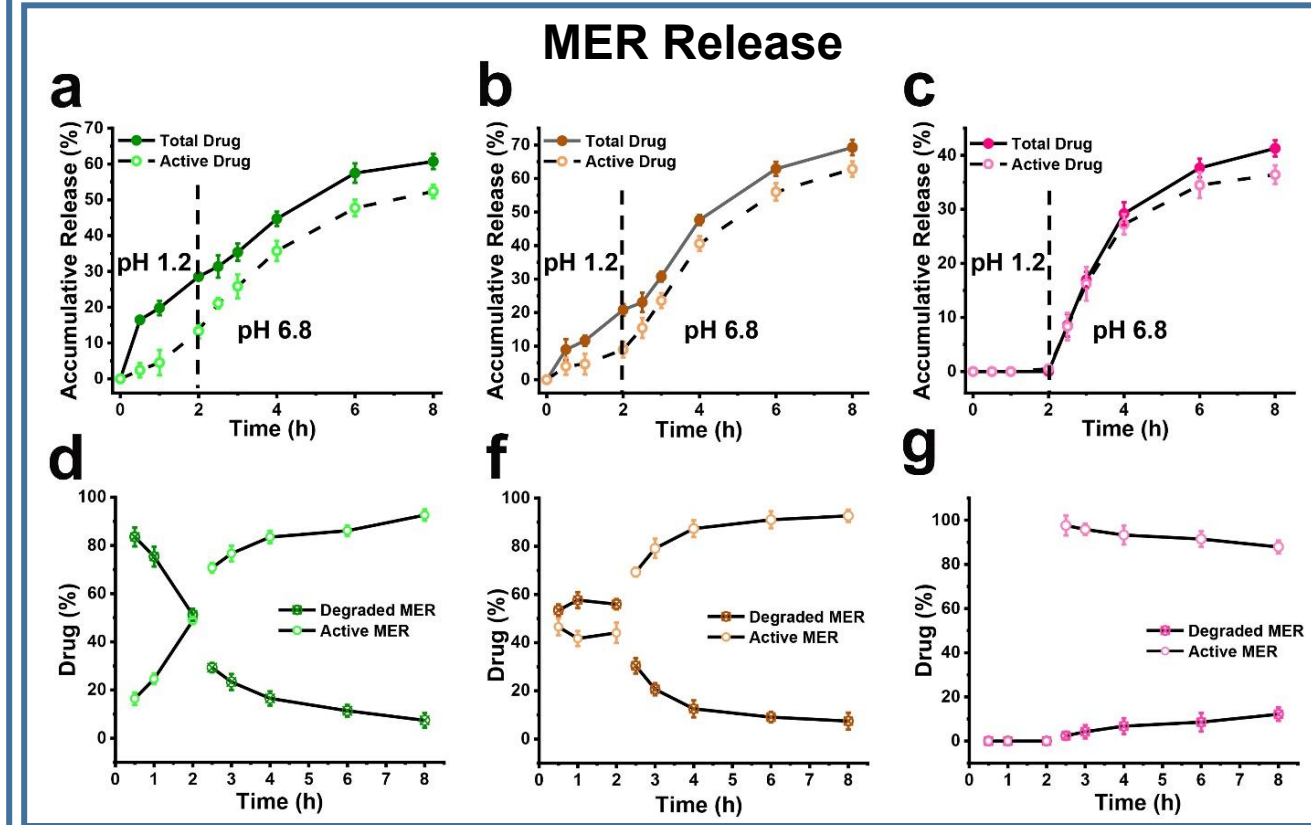 MER Release
a
Accumulative Release (%)
70
60
50
40
30
20
10
0
Total Drug
Active Drug
pH 1.2
pH 6.8
0 2 4 6 8
Time (h)
b
Accumulative Release (%)
70
60
50
40
30
20
10
0
Total Drug
Active Drug
pH 1.2
pH 6.8
0 1 2 3 4 5 6 7 8
Time (h)
c
Accumulative Release (%)
40
30
20
10
0
Total Drug
Active Drug
pH 1.2
pH 6.8
0 2 4 6 8
Time (h)
d
Drug (%)
100
80
60
40
20
0
Degraded MER
Active MER
0 1 2 3 4 5 6 7 8
Time (h)
f
Drug (%)
100
80
60
40
20
0
Degraded MER
Active MER
0 1 2 3 4 5 6 7 8
Time (h)
g
Drug (%)
100
80
60
40
20
0
Degraded MER
Active MER
0 1 2 3 4 5 6 7 8
Time (h)